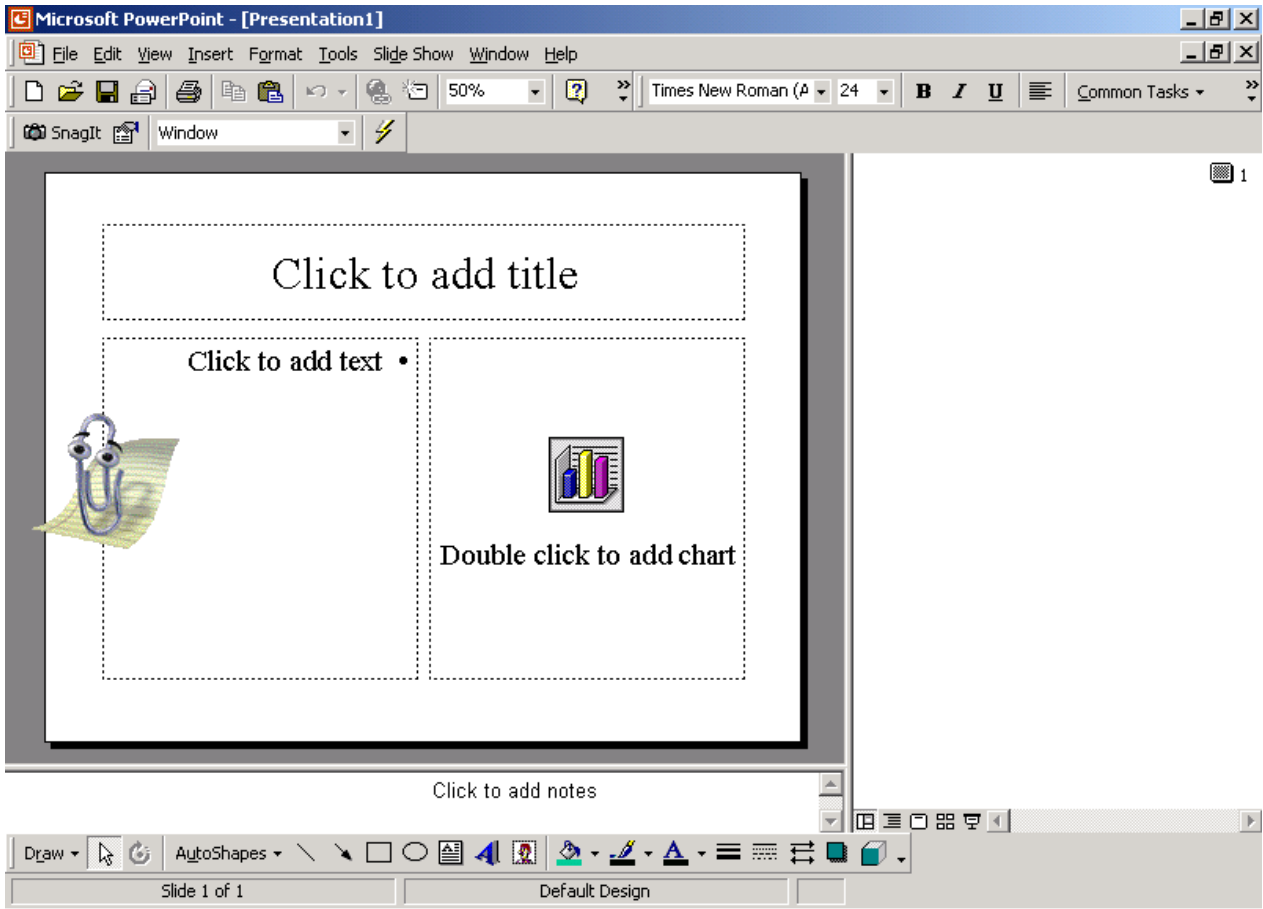 Microsoft PowerPoint - [Presentation1]
File Edit View Insert Format Tools Slide Show Window Help
50% Times New Roman (A 24 B I U Common Tasks
SnagIt Window
1
Click to add title
Click to add text •
Double click to add chart
Click to add notes
Draw AutoShapes
Slide 1 of 1 Default Design